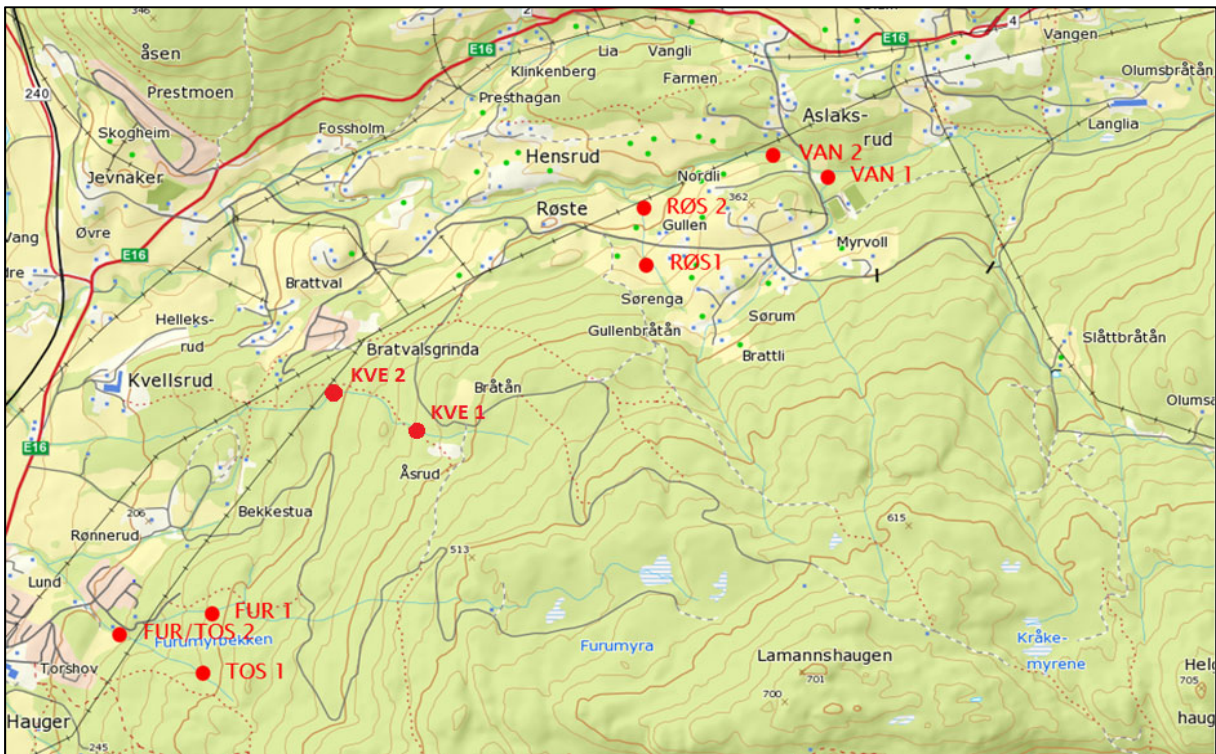 346
åsen
240
Prestmoen
Skogheim
Jevnaker
Øvre
Vang
E16
E16
2
Lia
Vangli
Klinkenberg
Farmen
Presthagan
Fossholm
Hensrud
E16
4
Vangen
Olumsbråtån
Langlia
Aslaks-
rud
VAN 2
VAN 1
Nordli
362
RØS 2
Røste
Gullen
Myrvoll
RØS1
Brattval
Sørenga
Helleks-
rud
Gullenbråtån
Sørum
Slåttbråtån
Bratvalsgrinda
Brattli
Kvellsrud
KVE 2
Bråtån
KVE 1
E16
Åsrud
206
Bekkestua
615
Rønnerud
513
Lund
FUR 1
FUR/TOS 2
Furumyrbekken
Furumyra
Kråke-
myrene
Torshov
TOS 1
Lamannshaugen
701
700
705
Hauger
245